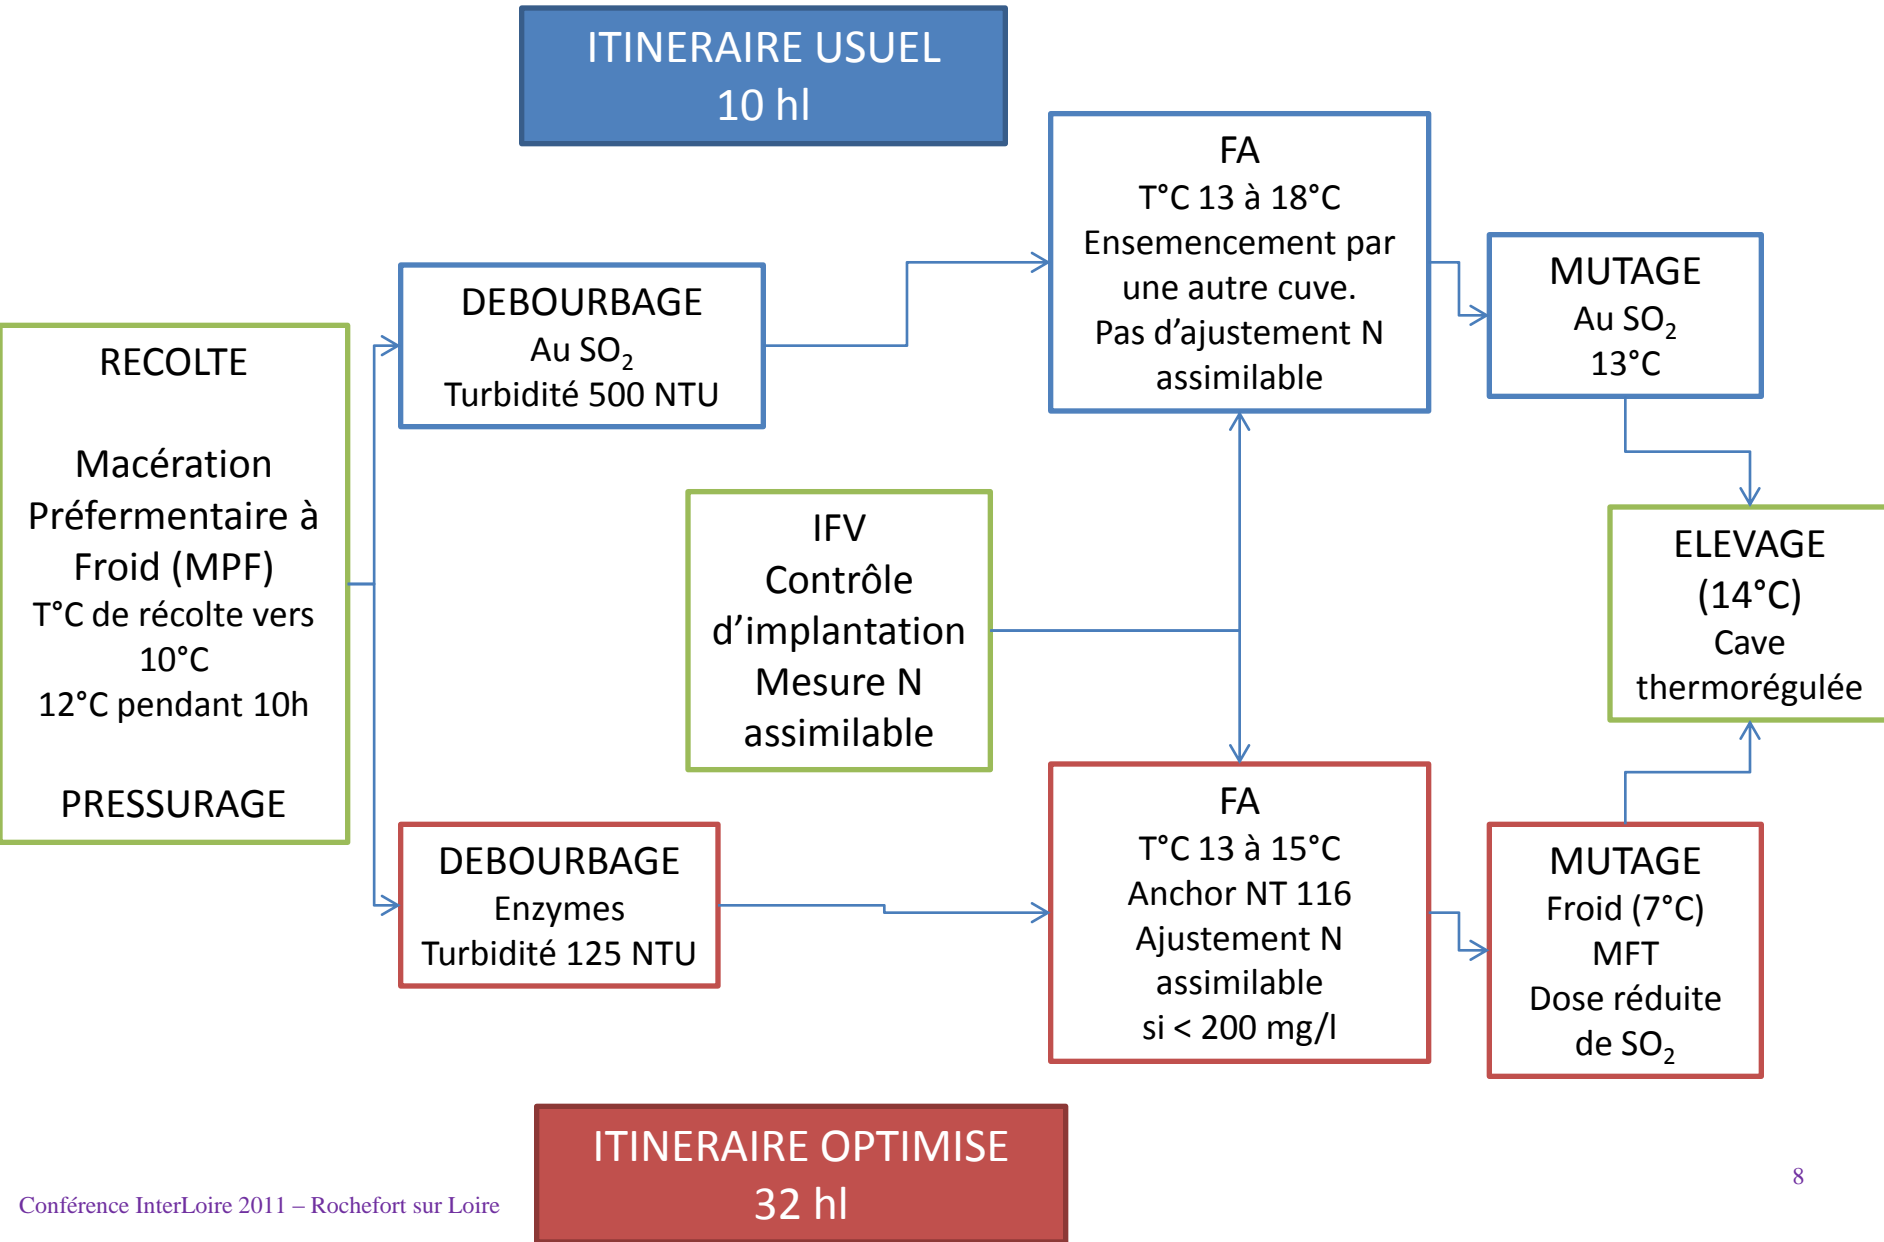 ITINERAIRE USUEL
10 hl
RECOLTE
Macération
Préfermentaire à
Froid (MPF)
T°C de récolte vers
10°C
12°C pendant 10h
PRESSURAGE
DEBOURBAGE
Au SO₂
Turbidité 500 NTU
FA
T°C 13 à 18°C
Ensemencement par
une autre cuve.
Pas d’ajustement N
assimilable
MUTAGE
Au SO₂
13°C
IFV
Contrôle
d’implantation
Mesure N
assimilable
ELEVAGE
(14°C)
Cave
thermorégulée
DEBOURBAGE
Enzymes
Turbidité 125 NTU
FA
T°C 13 à 15°C
Anchor NT 116
Ajustement N
assimilable
si < 200 mg/l
MUTAGE
Froid (7°C)
MFT
Dose réduite
de SO₂
ITINERAIRE OPTIMISE
32 hl
Conférence InterLoire 2011 – Rochefort sur Loire
8